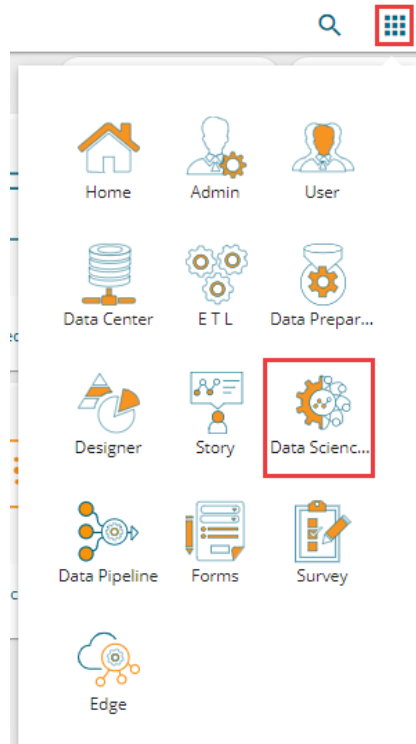 Home Admin User
Data Center E T L Data Prepar...
Designer Story Data Scienc...
Data Pipeline Forms Survey
Edge